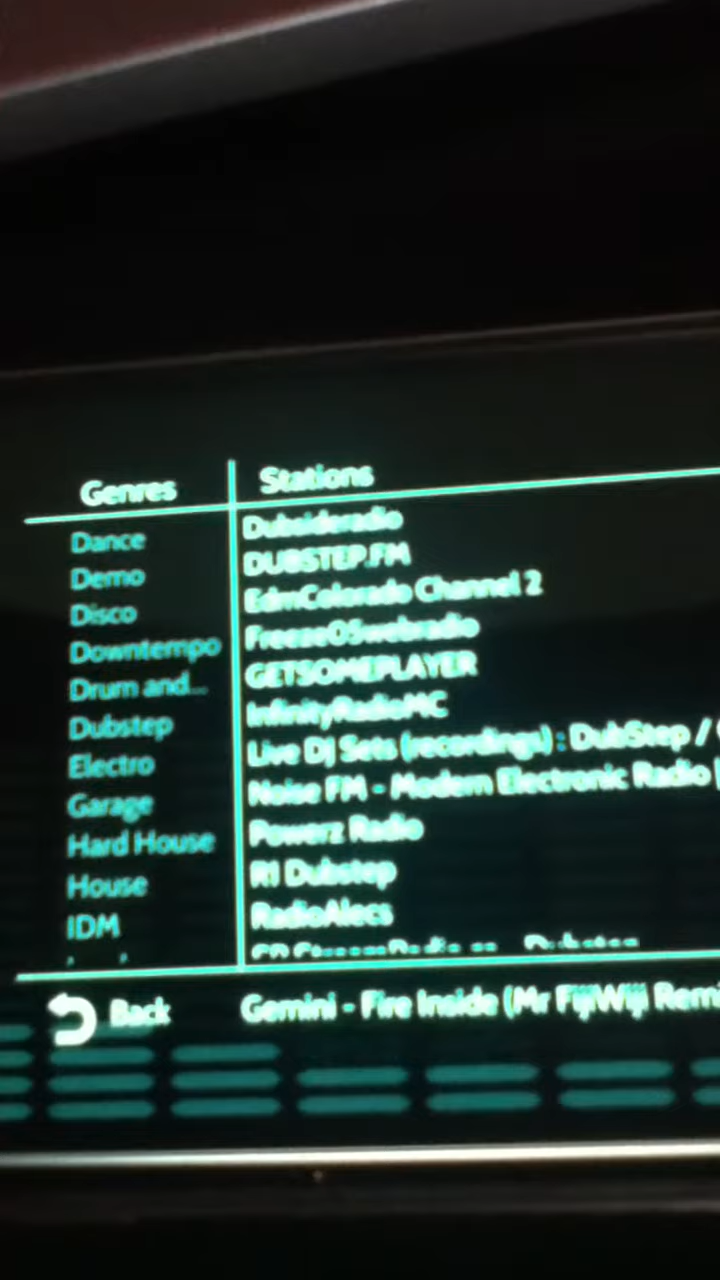 Genres
Stations
Dance
Demo
Disco
Downtempo
Drum and...
Dubstep
Electro
Garage
Hard House
House
IDM
Dubsideradio
DUBSTEP.FM
EdmColorado Channel 2
FreezeOSwebradio
GETSOMEPLAYER
InfinityRadioMC
Live DJ Sets (recordings) : DubStep /
Noise FM - Modern Electronic Radio
Powerz Radio
R1 Dubstep
RadioAlecs
Back
Gemini - Fire Inside (Mr FijiWiji Remi